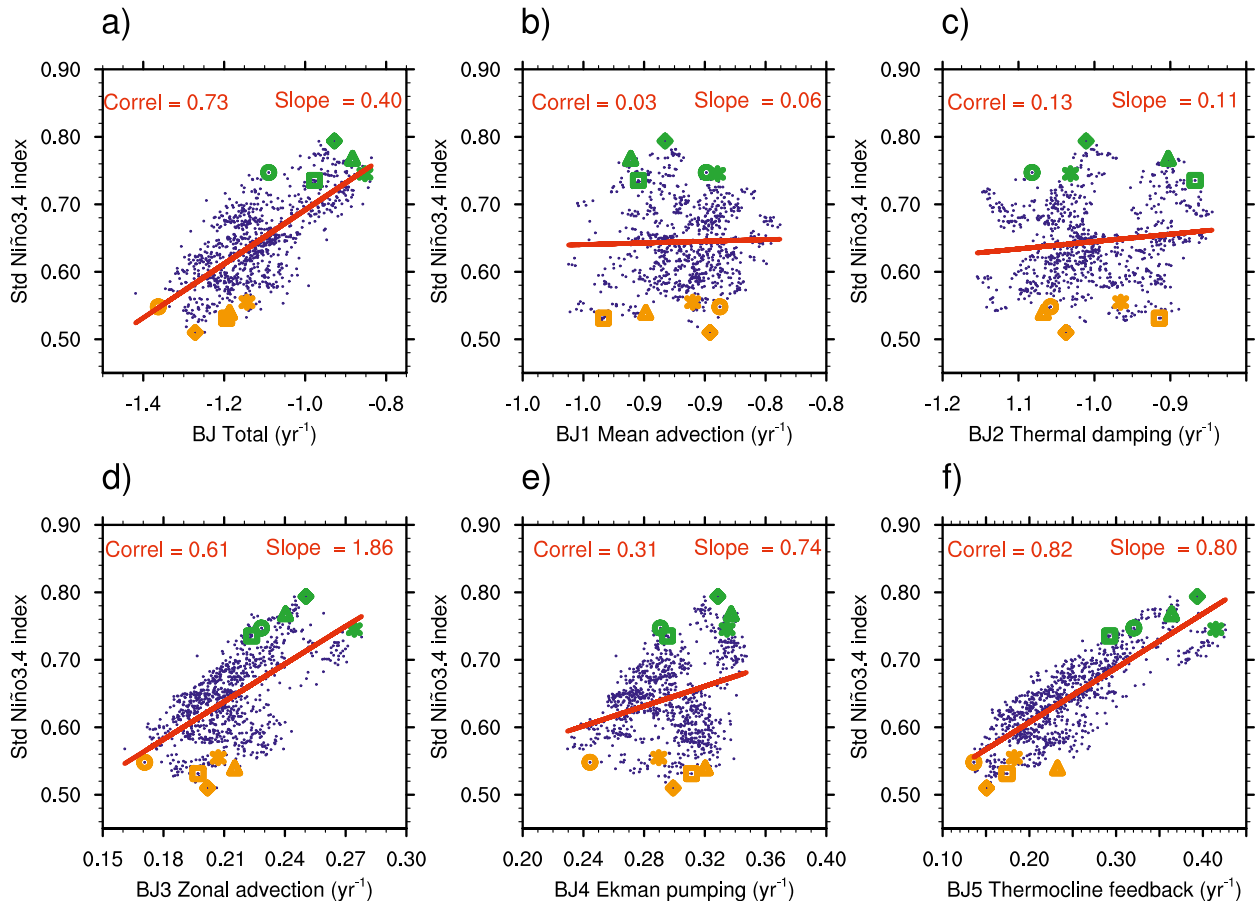 a)
b)
c)
0.90
0.80
0.70
0.60
0.50
Std Niño3.4 index
Correl = 0.73 Slope = 0.40
-1.4 -1.2 -1.0 -0.8
BJ Total (yr-1)
0.90
0.80
0.70
0.60
0.50
Std Niño3.4 index
Correl = 0.03 Slope = 0.06
-1.0 -1.0 -0.9 -0.9 -0.8 -0.8
BJ1 Mean advection (yr-1)
0.90
0.80
0.70
0.60
0.50
Std Niño3.4 index
Correl = 0.13 Slope = 0.11
-1.2 1.1 -1.0 -0.9
BJ2 Thermal damping (yr-1)
d)
e)
f)
0.90
0.80
0.70
0.60
0.50
Std Niño3.4 index
Correl = 0.61 Slope = 1.86
0.15 0.18 0.21 0.24 0.27 0.30
BJ3 Zonal advection (yr-1)
0.90
0.80
0.70
0.60
0.50
Std Niño3.4 index
Correl = 0.31 Slope = 0.74
0.20 0.24 0.28 0.32 0.36 0.40
BJ4 Ekman pumping (yr-1)
0.90
0.80
0.70
0.60
0.50
Std Niño3.4 index
Correl = 0.82 Slope = 0.80
0.10 0.20 0.30 0.40
BJ5 Thermocline feedback (yr-1)